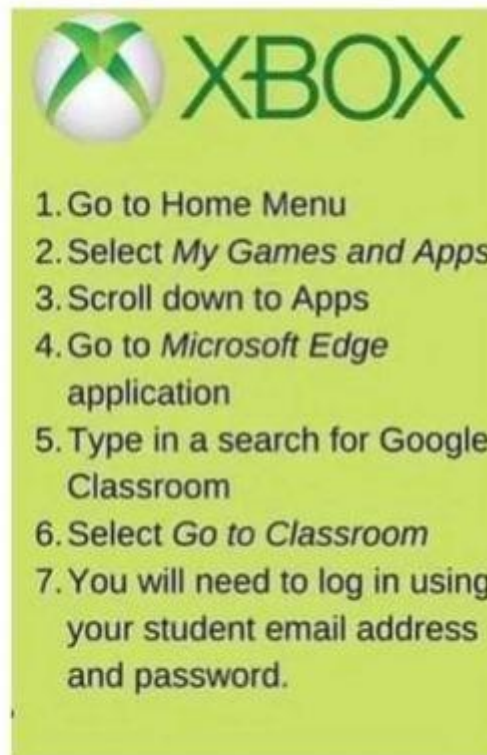 XBOX
1. Go to Home Menu
2. Select My Games and Apps
3. Scroll down to Apps
4. Go to Microsoft Edge
application
5. Type in a search for Google
Classroom
6. Select Go to Classroom
7. You will need to log in using
your student email address
and password.